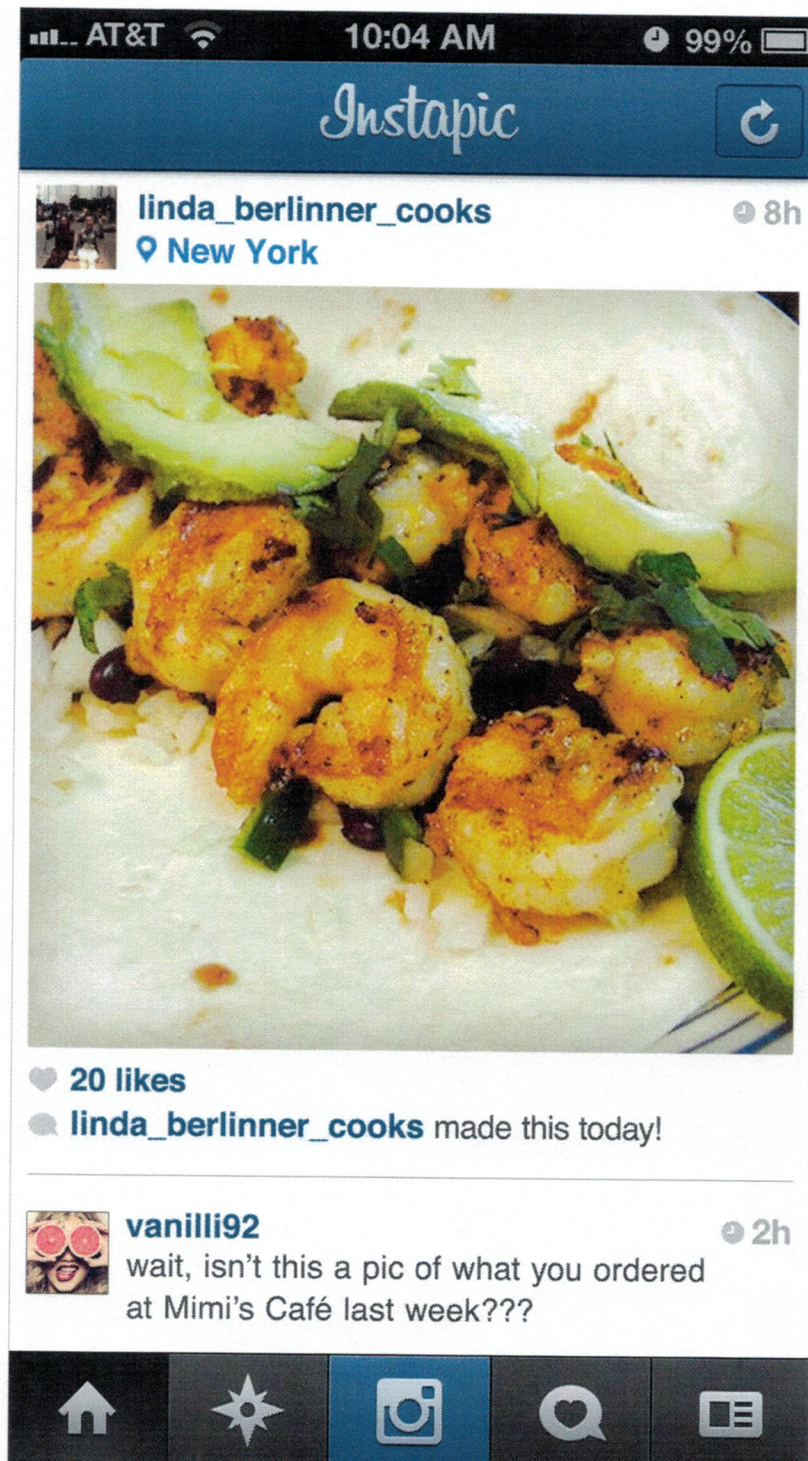 AT&T 10:04 AM 99%
Instapic
linda_berlinner_cooks 8h
New York
20 likes
linda_berlinner_cooks made this today!
vanilli92 2h
wait, isn't this a pic of what you ordered
at Mimi's Café last week???